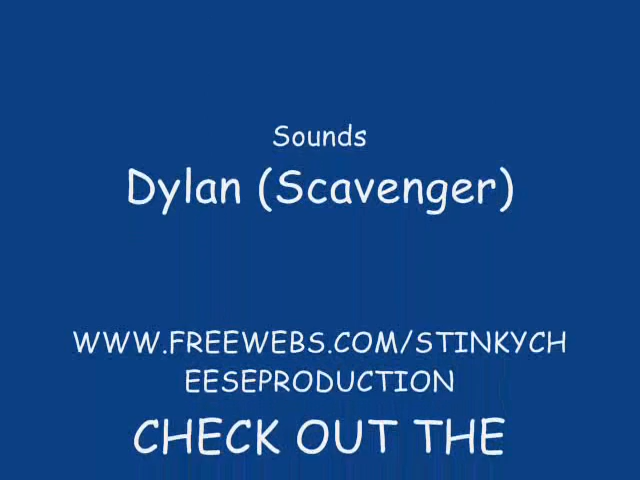 Sounds
Dylan (Scavenger)
WWW.FREEWEBS.COM/STINKYCH
EESEPRODUCTION
CHECK OUT THE